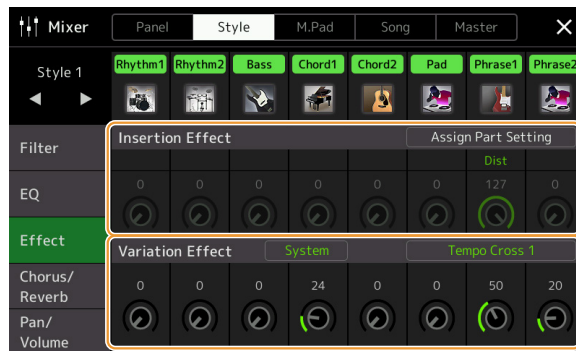 Mixer Panel Style M.Pad Song Master
Style 1
Rhythm1 Rhythm2 Bass Chord1 Chord2 Pad Phrase1 Phrase2
Filter
EQ
Effect
Chorus/
Reverb
Pan/
Volume
Insertion Effect Assign Part Setting
Dist
0 0 0 0 0 0 127 0
Variation Effect System Tempo Cross 1
0 0 0 24 0 0 50 20